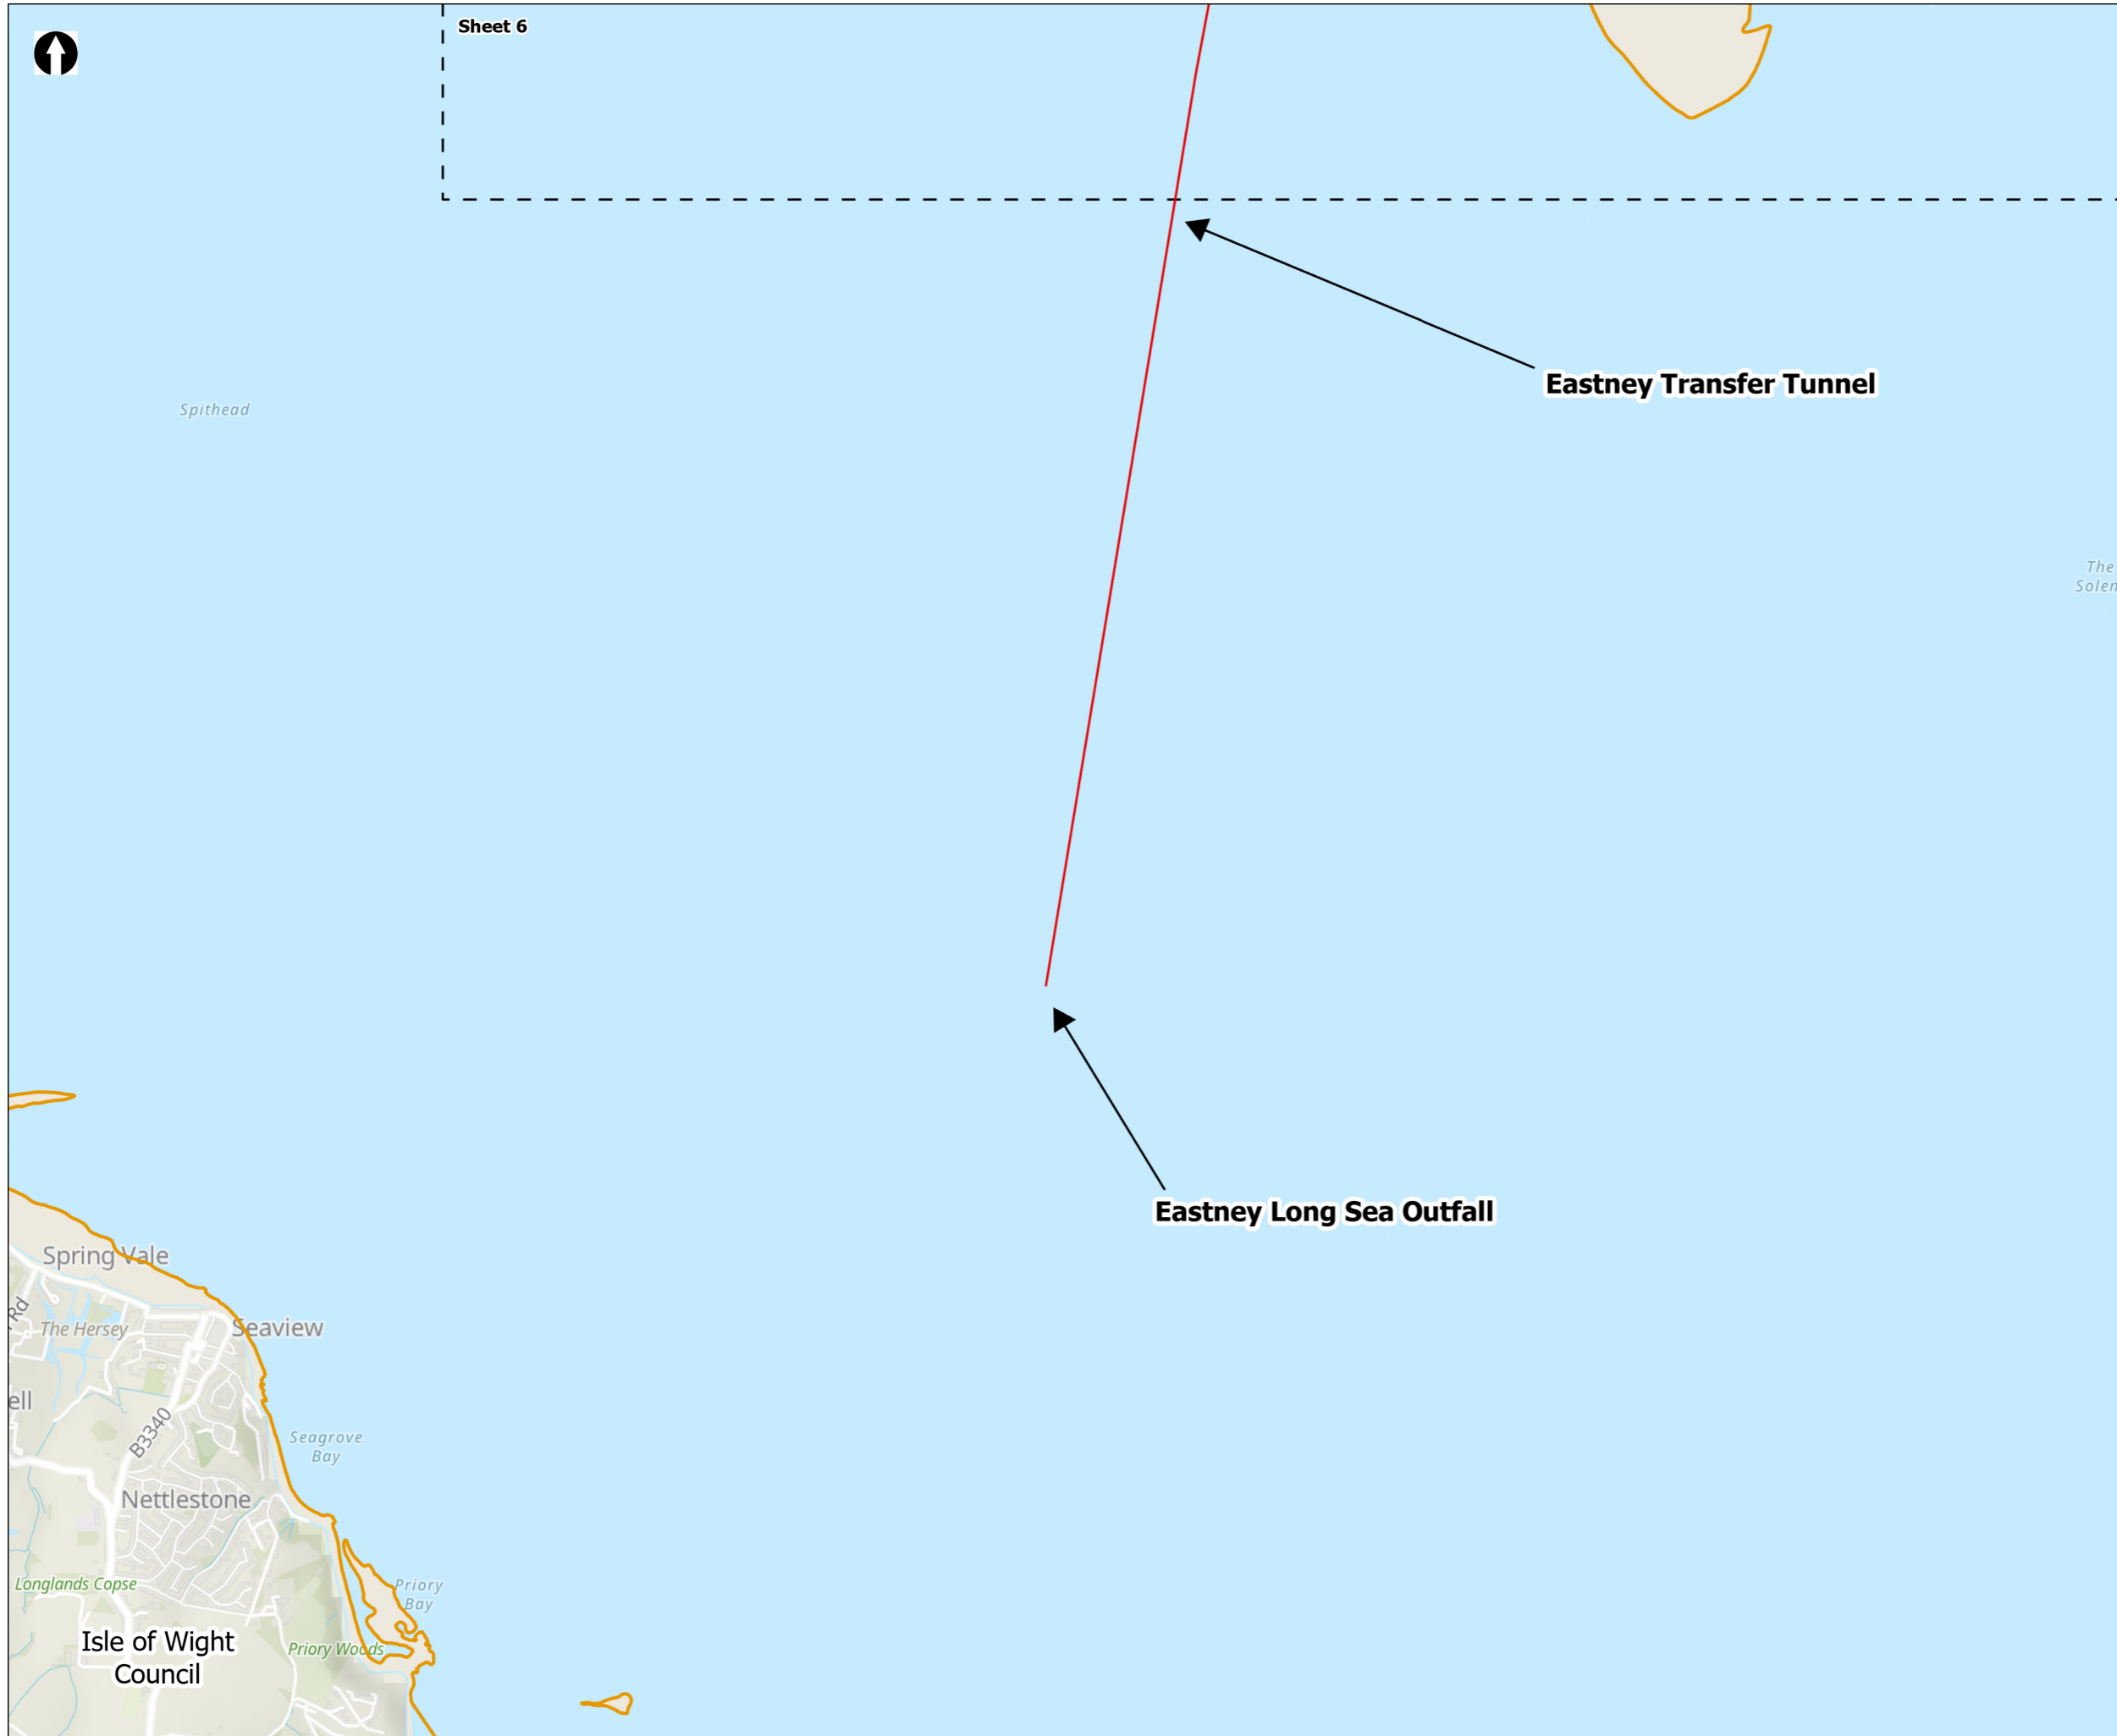 Sheet 6
Eastney Transfer Tunnel
Spithead
The
Solen
Eastney Long Sea Outfall
Spring Vale
Rd
The Hersey
Seaview
ell
B3340
Seagrove
Bay
Nettlestone
Longlands Copse
Priory
Bay
Isle of Wight
Council
Priory Woods